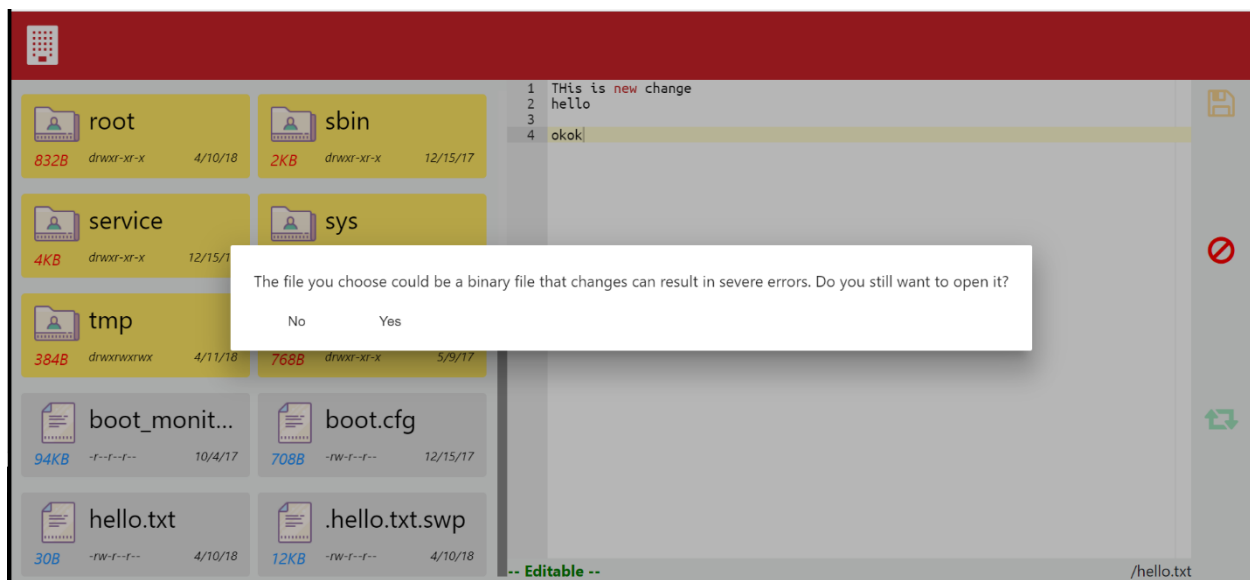 root
832B drwxr-xr-x 4/10/18
sbin
2KB drwxr-xr-x 12/15/17
service
4KB drwxr-xr-x
sys
tmp
384B drwxrwxrwx 4/11/18
768B drwxr-xr-x 5/9/17
boot_monit...
94KB -r--r--r-- 10/4/17
boot.cfg
708B -rw-r--r-- 12/15/17
hello.txt
30B -rw-r--r-- 4/10/18
.hello.txt.swp
12KB -rw-r--r-- 4/10/18
The file you choose could be a binary file that changes can result in severe errors. Do you still want to open it?
No Yes
1 THis is new change
2 hello
3
4 okok
-- Editable -- /hello.txt